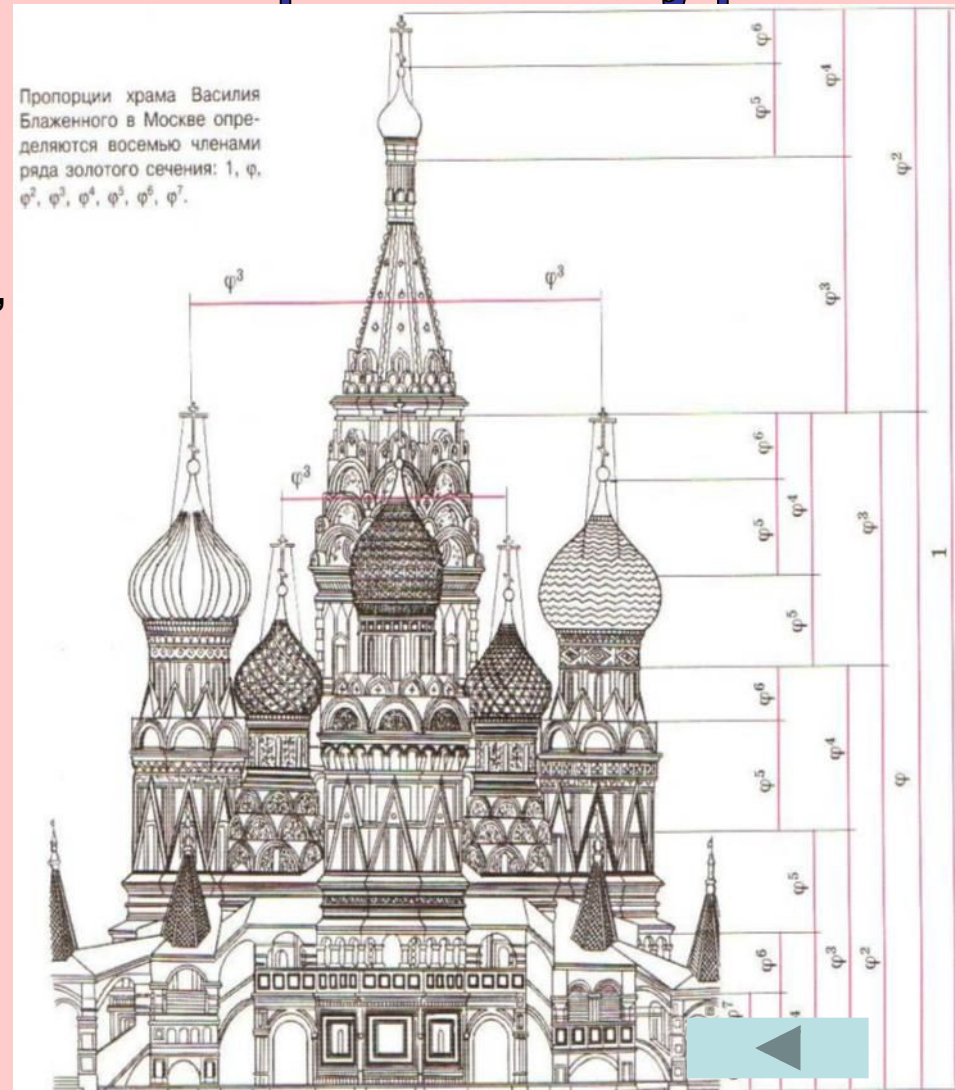 Пропорции храма Василия
Блаженного в Москве опре-
деляются восемью членами
ряда золотого сечения: 1, φ,
φ², φ³, φ⁴, φ⁵, φ⁶, φ⁷.
φ⁶
φ⁴
φ⁵
φ²
φ³
φ³
φ³
φ⁶
φ³
φ⁴
φ⁵
φ³
1
φ⁵
φ⁶
φ⁴
φ⁵
φ
φ⁵
φ⁶
φ³
φ²
φ⁷